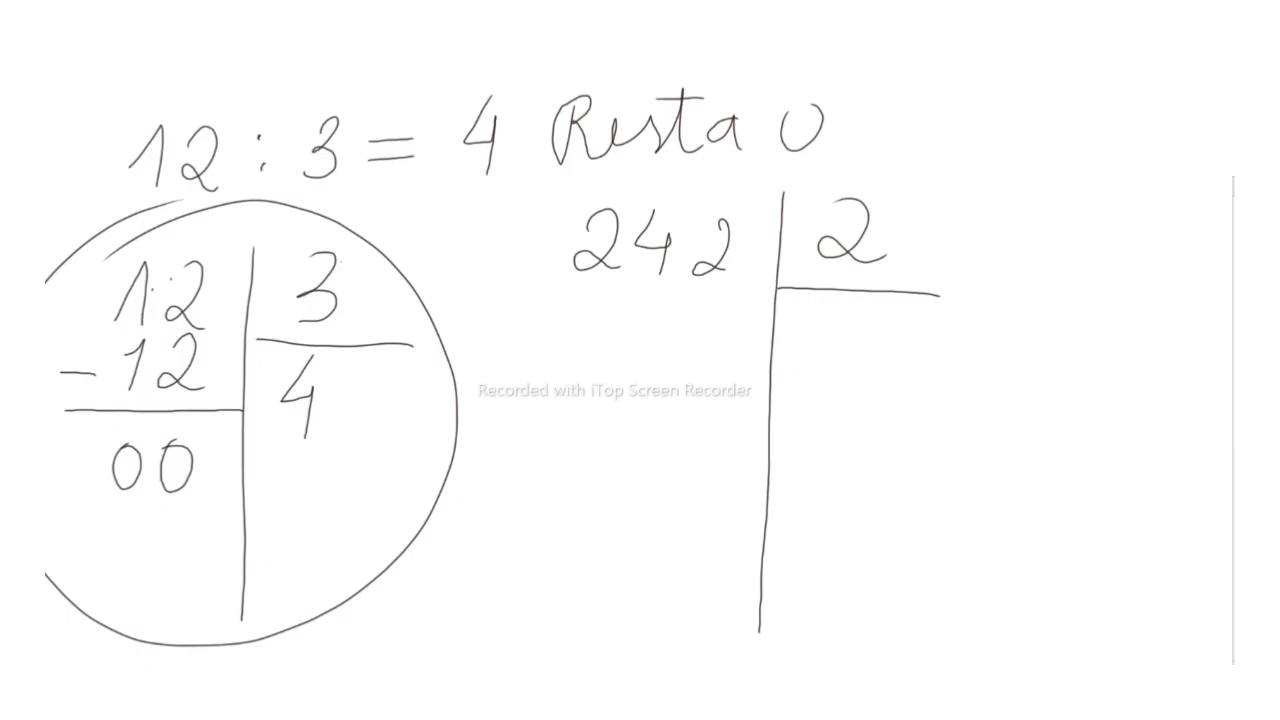 12 : 3 = 4 Resta 0
12 3
- 12 4
00
242 2
Recorded with iTop Screen Recorder